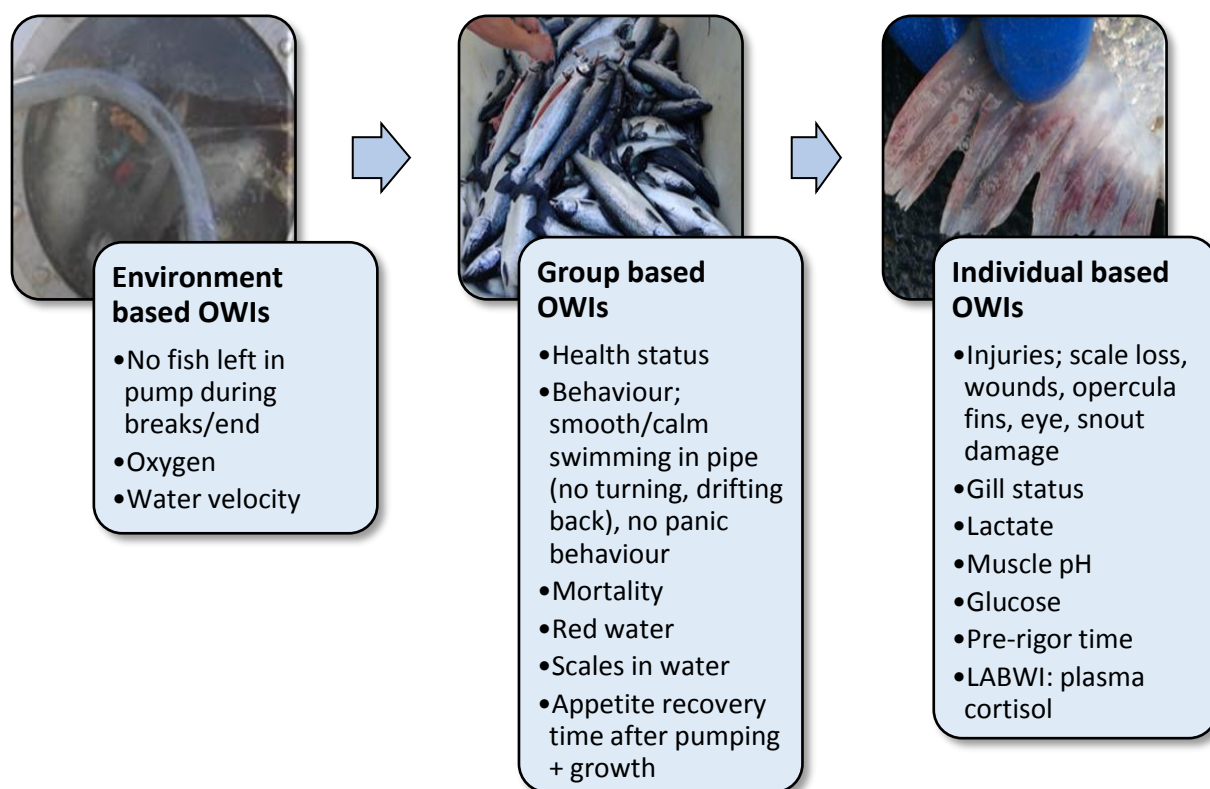 Environment
based OWIs
•No fish left in
pump during
breaks/end
•Oxygen
•Water velocity
Group based
OWIs
•Health status
•Behaviour;
smooth/calm
swimming in pipe
(no turning, drifting
back), no panic
behaviour
•Mortality
•Red water
•Scales in water
•Appetite recovery
time after pumping
+ growth
Individual based
OWIs
•Injuries; scale loss,
wounds, opercula
fins, eye, snout
damage
•Gill status
•Lactate
•Muscle pH
•Glucose
•Pre-rigor time
•LABWI: plasma
cortisol